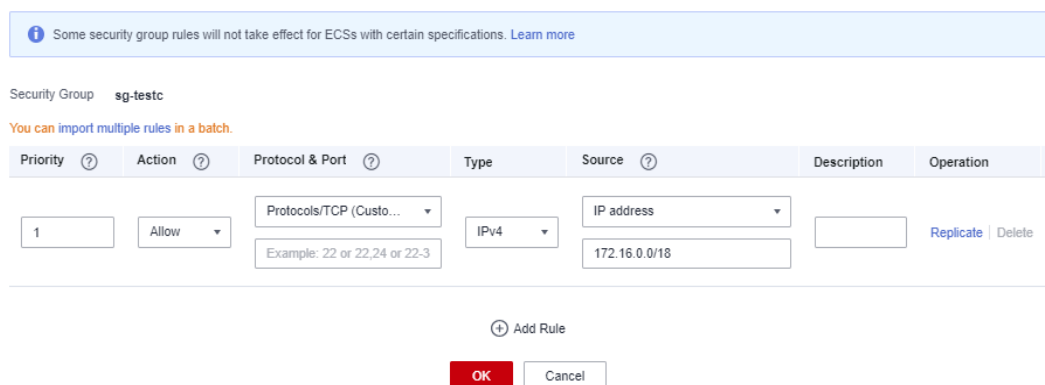 Some security group rules will not take effect for ECSs with certain specifications. Learn more
Security Group sg-testc
You can import multiple rules in a batch.
Priority ? Action ? Protocol & Port ? Type Source ? Description Operation
Protocols/TCP (Custo... IP address
1 Allow IPv4 Replicate Delete
Example: 22 or 22,24 or 22-3 172.16.0.0/18
Add Rule
OK Cancel